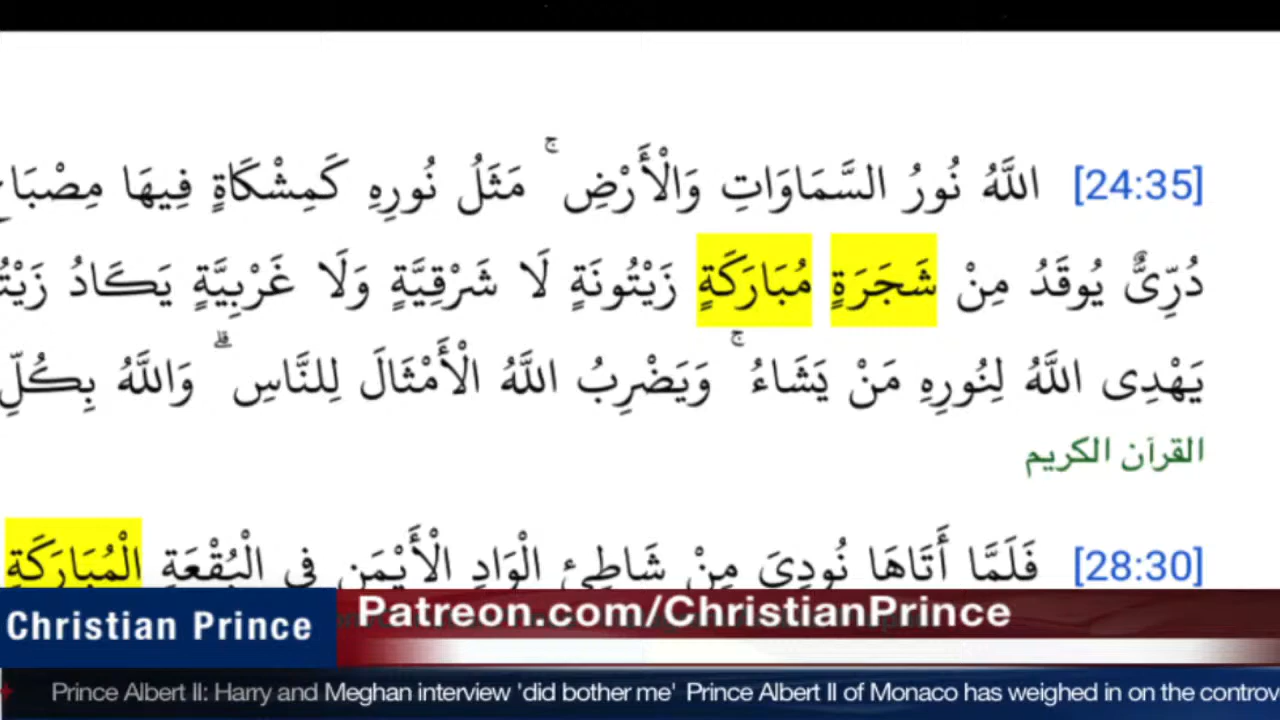 [24:35] اللَّهُ نُورُ السَّمَاوَاتِ وَالْأَرْضِ ۚ مَثَلُ نُورِهِ كَمِشْكَاةٍ فِيهَا
دُرِّىٌّ يُوقَدُ مِنْ شَجَرَةٍ مُبَارَكَةٍ زَيْتُونَةٍ لَا شَرْقِيَّةٍ وَلَا غَرْبِيَّةٍ يَكَادُ
يَهْدِى اللَّهُ لِنُورِهِ مَنْ يَشَاءُ ۚ وَيَضْرِبُ اللَّهُ الْأَمْثَالَ لِلنَّاسِ ۗ وَاللَّهُ بِكُلِّ
القرآن الكريم
[28:30] فَلَمَّا أَتَاهَا نُودِىَ مِنْ شَاطِئِ الْوَادِ الْأَيْمَنِ فِى الْبُقْعَةِ الْمُبَارَكَةِ
Christian Prince
Patreon.com/ChristianPrince
Prince Albert II: Harry and Meghan interview 'did bother me' Prince Albert II of Monaco has weighed in on the controv